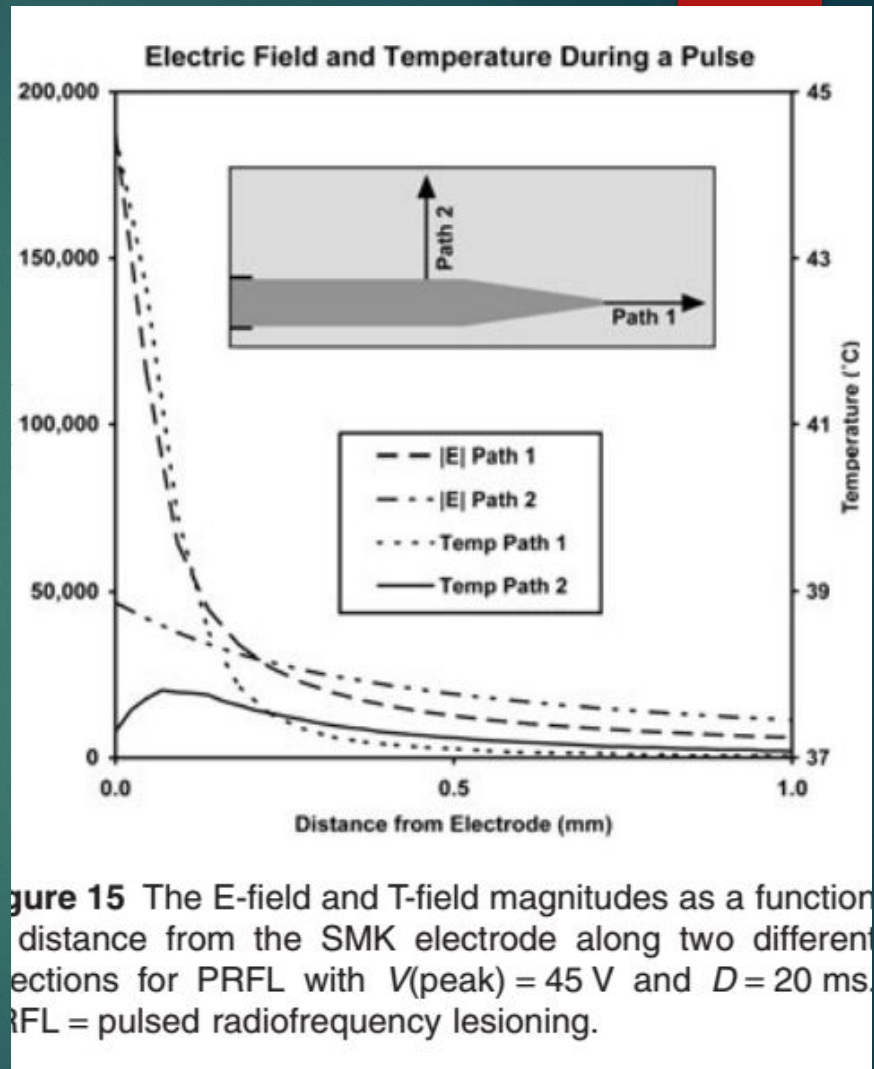 Electric Field and Temperature During a Pulse
200,000
150,000
100,000
50,000
0
45
43
41
39
37
Temperature (˚C)
Path 2
Path 1
|E| Path 1
|E| Path 2
Temp Path 1
Temp Path 2
0.0
0.5
1.0
Distance from Electrode (mm)
gure 15 The E-field and T-field magnitudes as a function
distance from the SMK electrode along two different
ections for PRFL with V(peak) = 45 V and D = 20 ms.
RFL = pulsed radiofrequency lesioning.